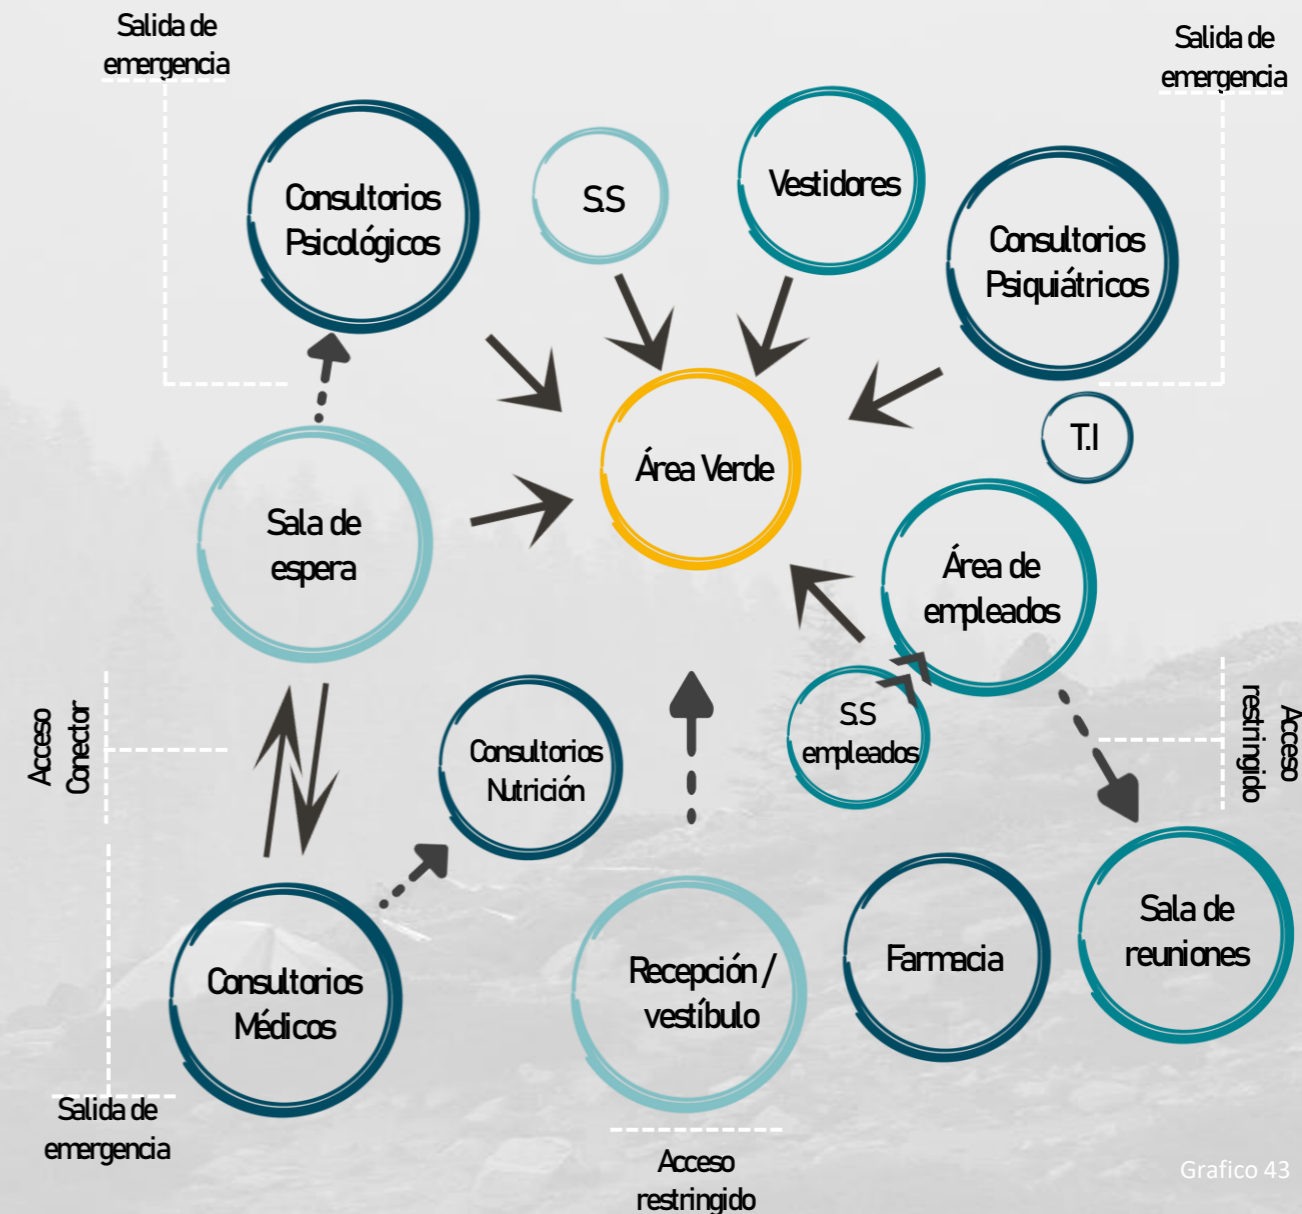 Salida de
emergencia
Salida de
emergencia
Consultorios
Psicológicos
S.S
Vestidores
Consultorios
Psiquiátricos
T.I
Área Verde
Sala de
espera
Área de
empleados
Acceso
Conector
Consultorios
Nutrición
S.S
empleados
Acceso
restringido
Consultorios
Médicos
Recepción /
vestíbulo
Farmacia
Sala de
reuniones
Salida de
emergencia
Acceso
restringido
Grafico 43